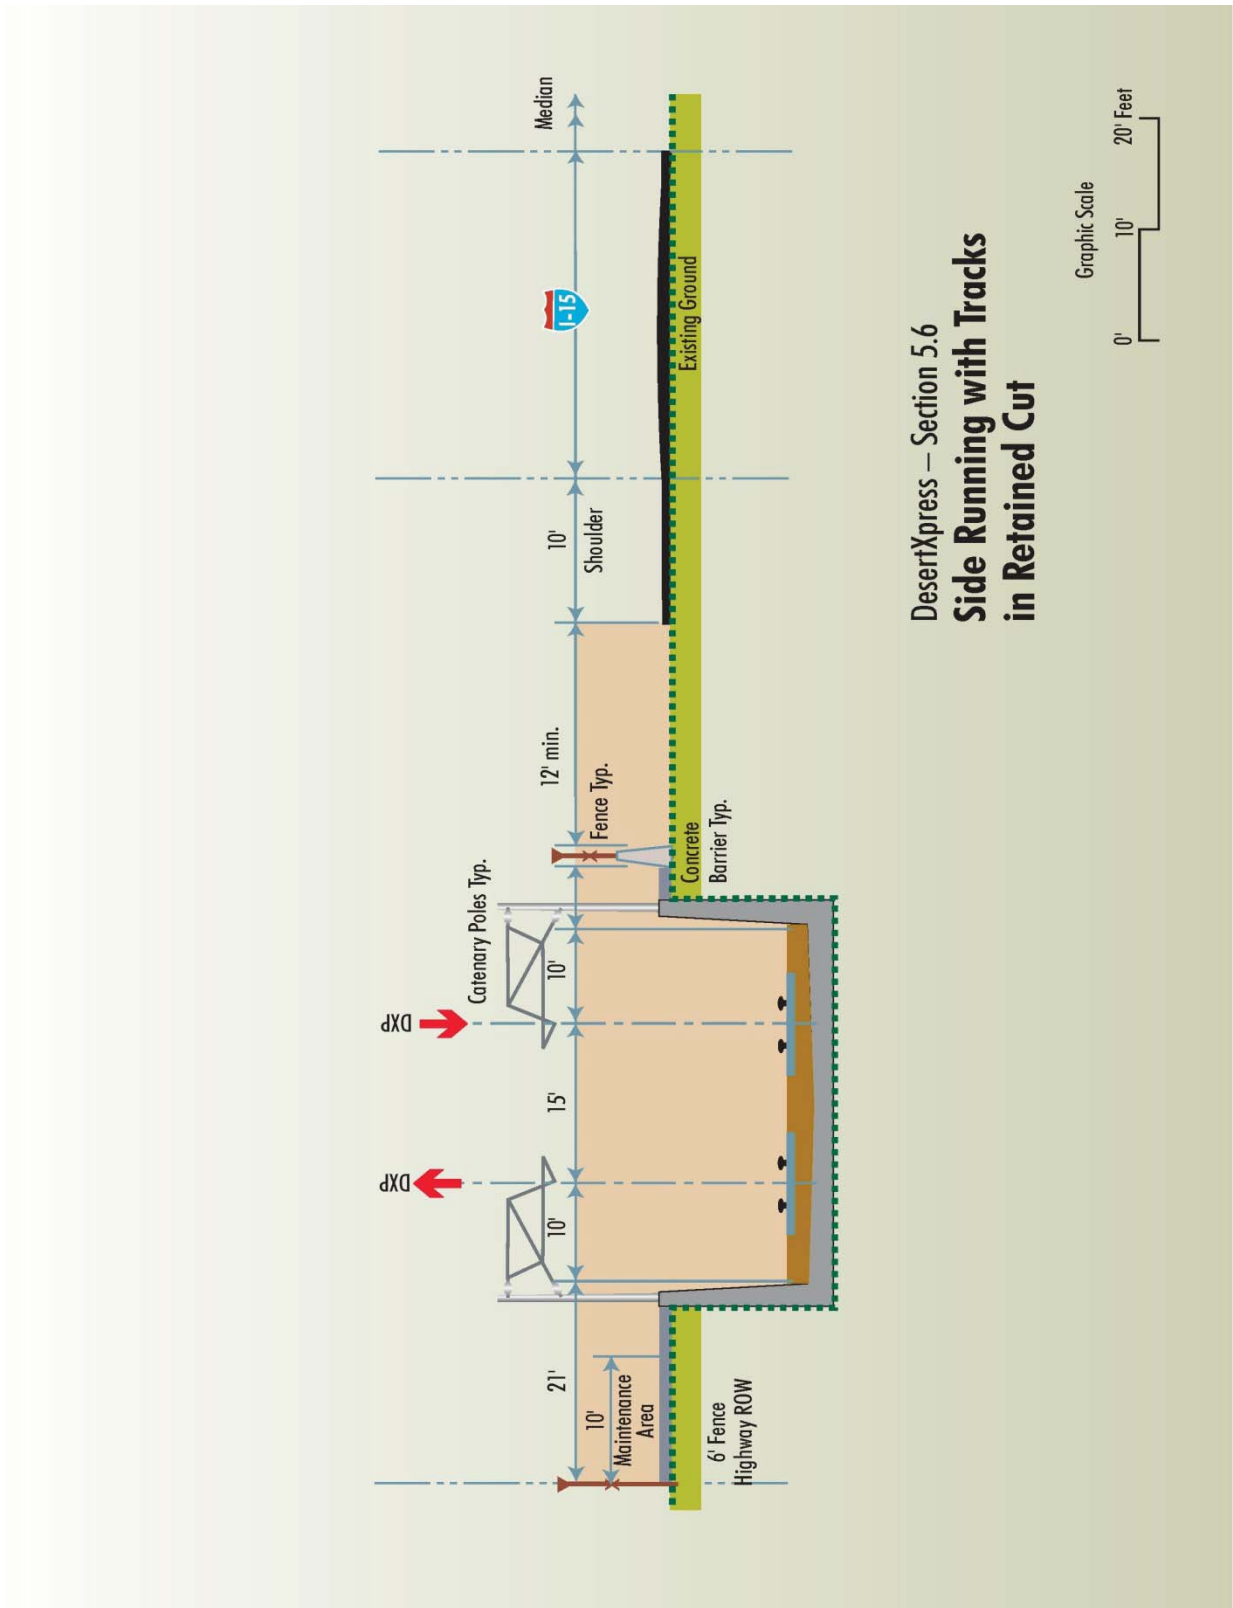 DXP
DXP
Catenary Poles Typ.
Median
I-15
21'
10'
15'
10'
12' min.
10'
Shoulder
10'
Maintenance
Area
Fence Typ.
6' Fence
Highway ROW
Concrete
Barrier Typ.
Existing Ground
DesertXpress – Section 5.6
Side Running with Tracks
in Retained Cut
Graphic Scale
0' 10' 20' Feet